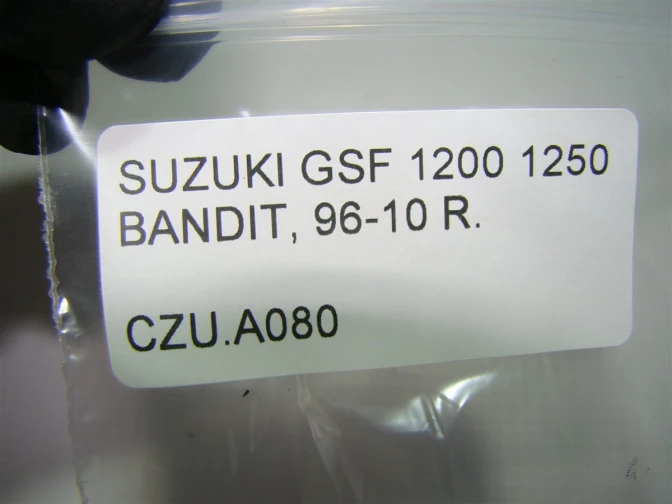 SUZUKI GSF 1200 1250
BANDIT, 96-10 R.
CZU.A080